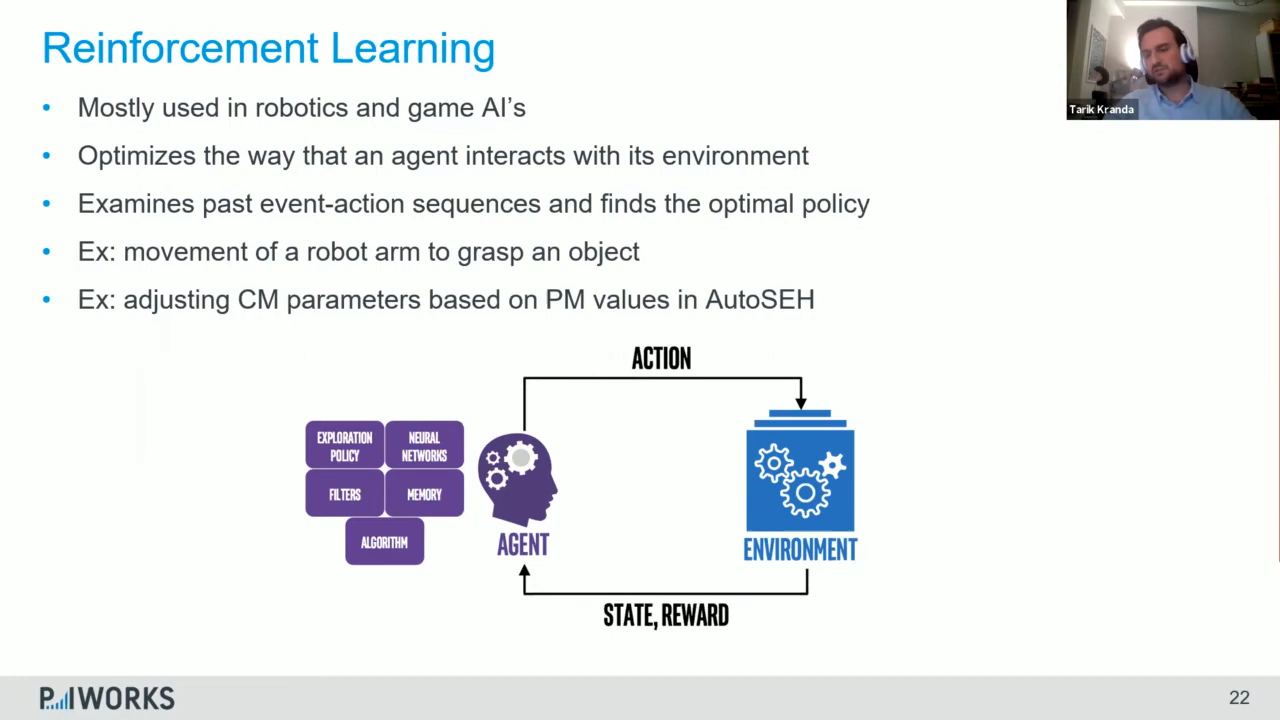 Reinforcement Learning
Tarik Kranda
• Mostly used in robotics and game AI's
• Optimizes the way that an agent interacts with its environment
• Examines past event-action sequences and finds the optimal policy
• Ex: movement of a robot arm to grasp an object
• Ex: adjusting CM parameters based on PM values in AutoSEH
ACTION
EXPLORATION
POLICY
NEURAL
NETWORKS
FILTERS
MEMORY
ALGORITHM
AGENT
ENVIRONMENT
STATE, REWARD
P.I WORKS
22